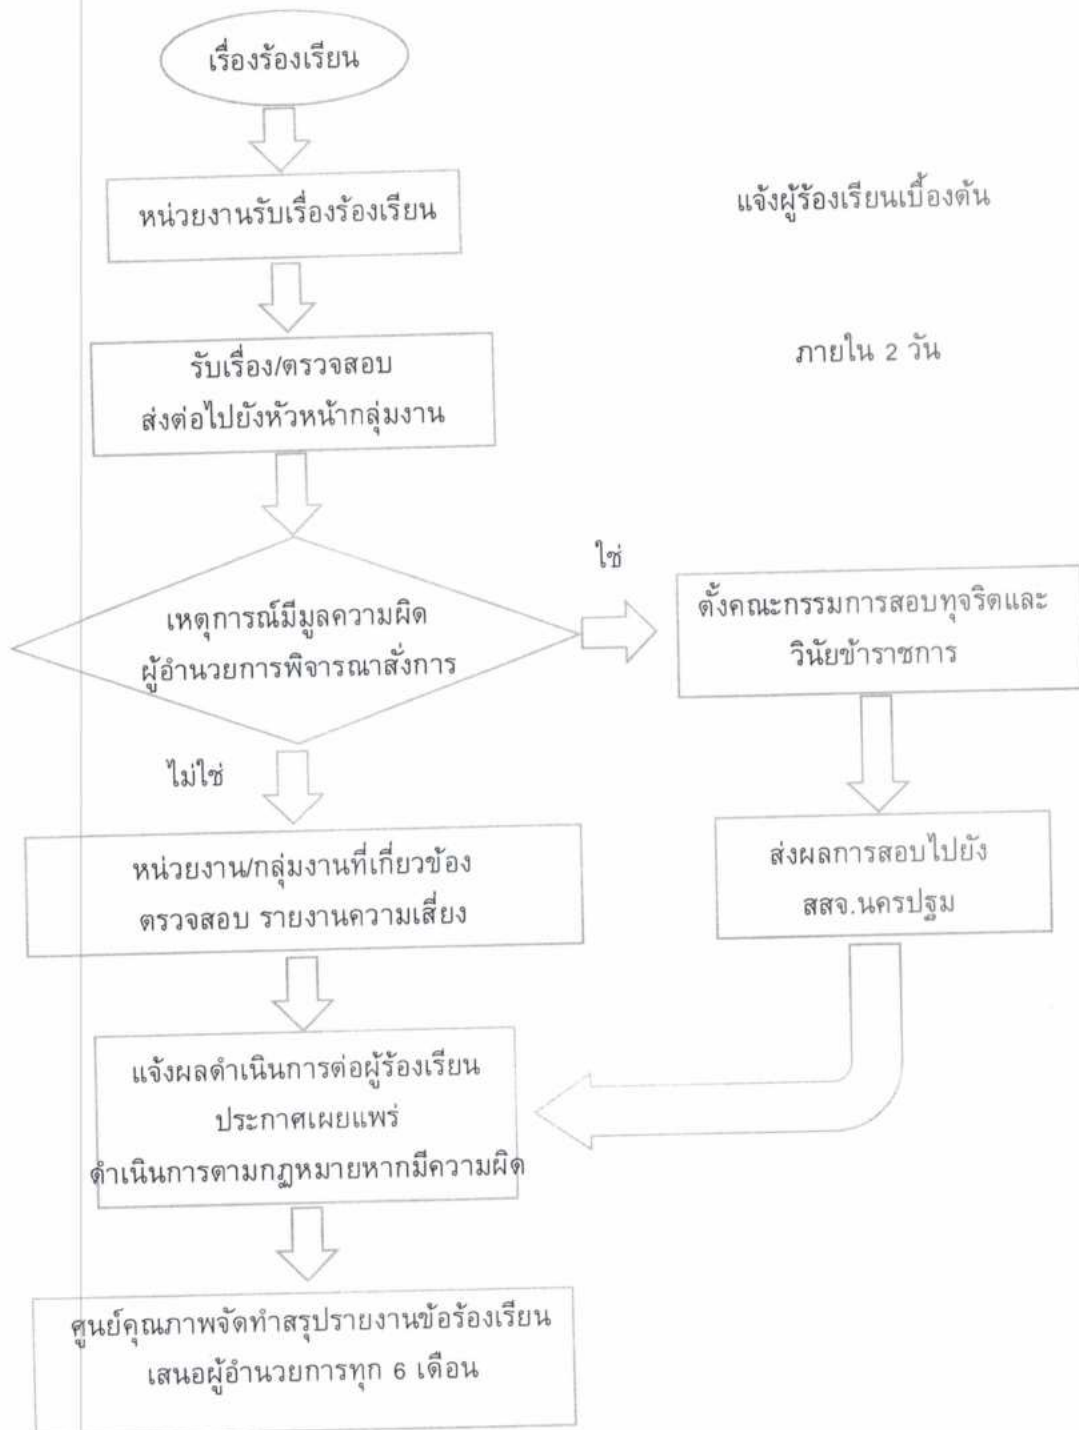 เรื่องร้องเรียน
หน่วยงานรับเรื่องร้องเรียน
แจ้งผู้ร้องเรียนเบื้องต้น
รับเรื่อง/ตรวจสอบ
ส่งต่อไปยังหัวหน้ากลุ่มงาน
ภายใน 2 วัน
เหตุการณ์มีมูลความผิด
ผู้อำนวยการพิจารณาสั่งการ
ใช่
ตั้งคณะกรรมการสอบทุจริตและ
วินัยข้าราชการ
ไม่ใช่
หน่วยงาน/กลุ่มงานที่เกี่ยวข้อง
ตรวจสอบ รายงานความเสี่ยง
ส่งผลการสอบไปยัง
สสจ.นครปฐม
แจ้งผลดำเนินการต่อผู้ร้องเรียน
ประกาศเผยแพร่
ดำเนินการตามกฎหมายหากมีความผิด
ศูนย์คุณภาพจัดทำสรุปรายงานข้อร้องเรียน
เสนอผู้อำนวยการทุก 6 เดือน